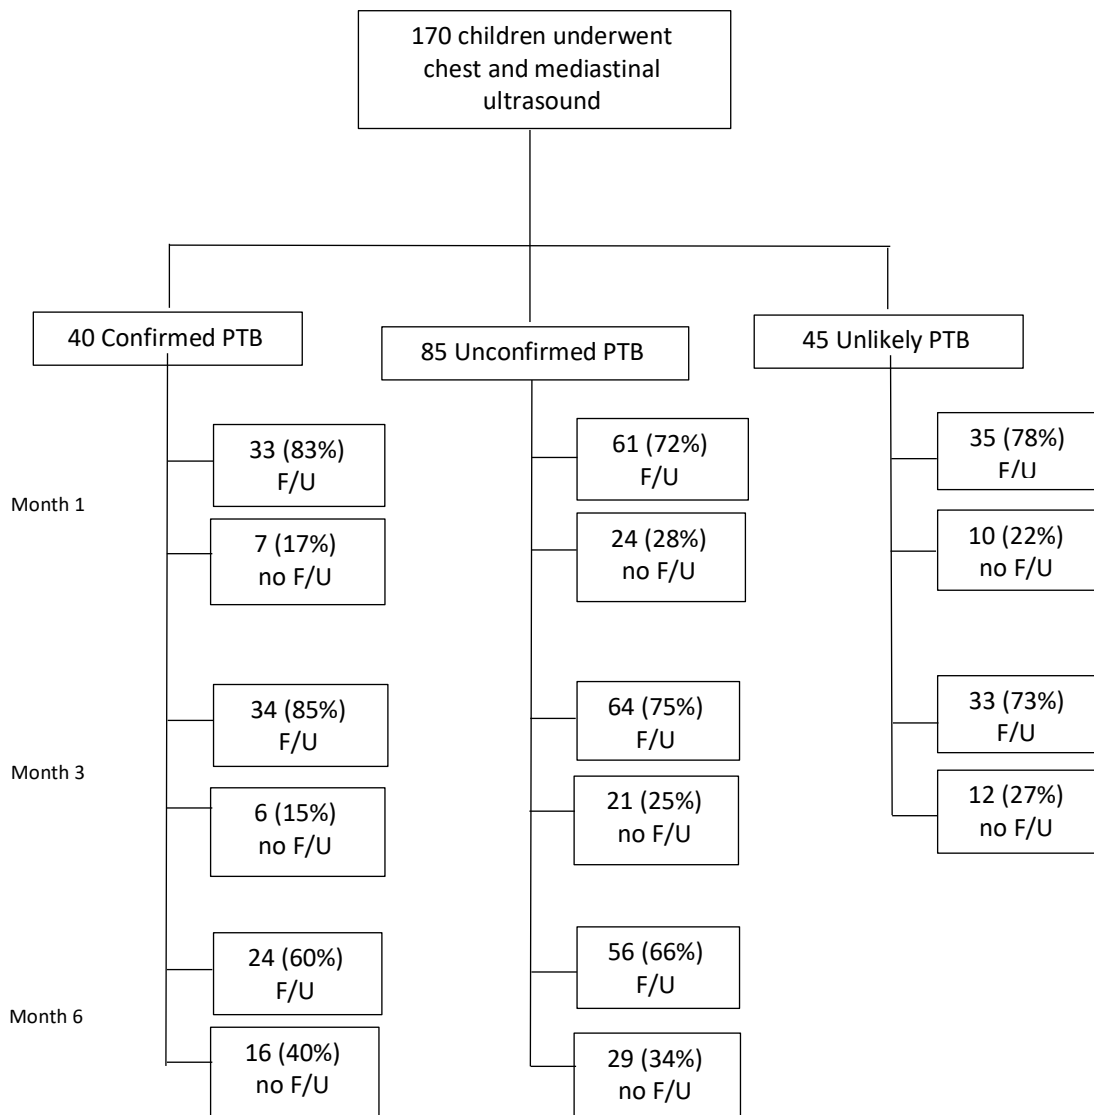 170 children underwent
chest and mediastinal
ultrasound
40 Confirmed PTB
85 Unconfirmed PTB
45 Unlikely PTB
Month 1
33 (83%)
F/U
7 (17%)
no F/U
61 (72%)
F/U
24 (28%)
no F/U
35 (78%)
F/U
10 (22%)
no F/U
Month 3
34 (85%)
F/U
6 (15%)
no F/U
64 (75%)
F/U
21 (25%)
no F/U
33 (73%)
F/U
12 (27%)
no F/U
Month 6
24 (60%)
F/U
16 (40%)
no F/U
56 (66%)
F/U
29 (34%)
no F/U